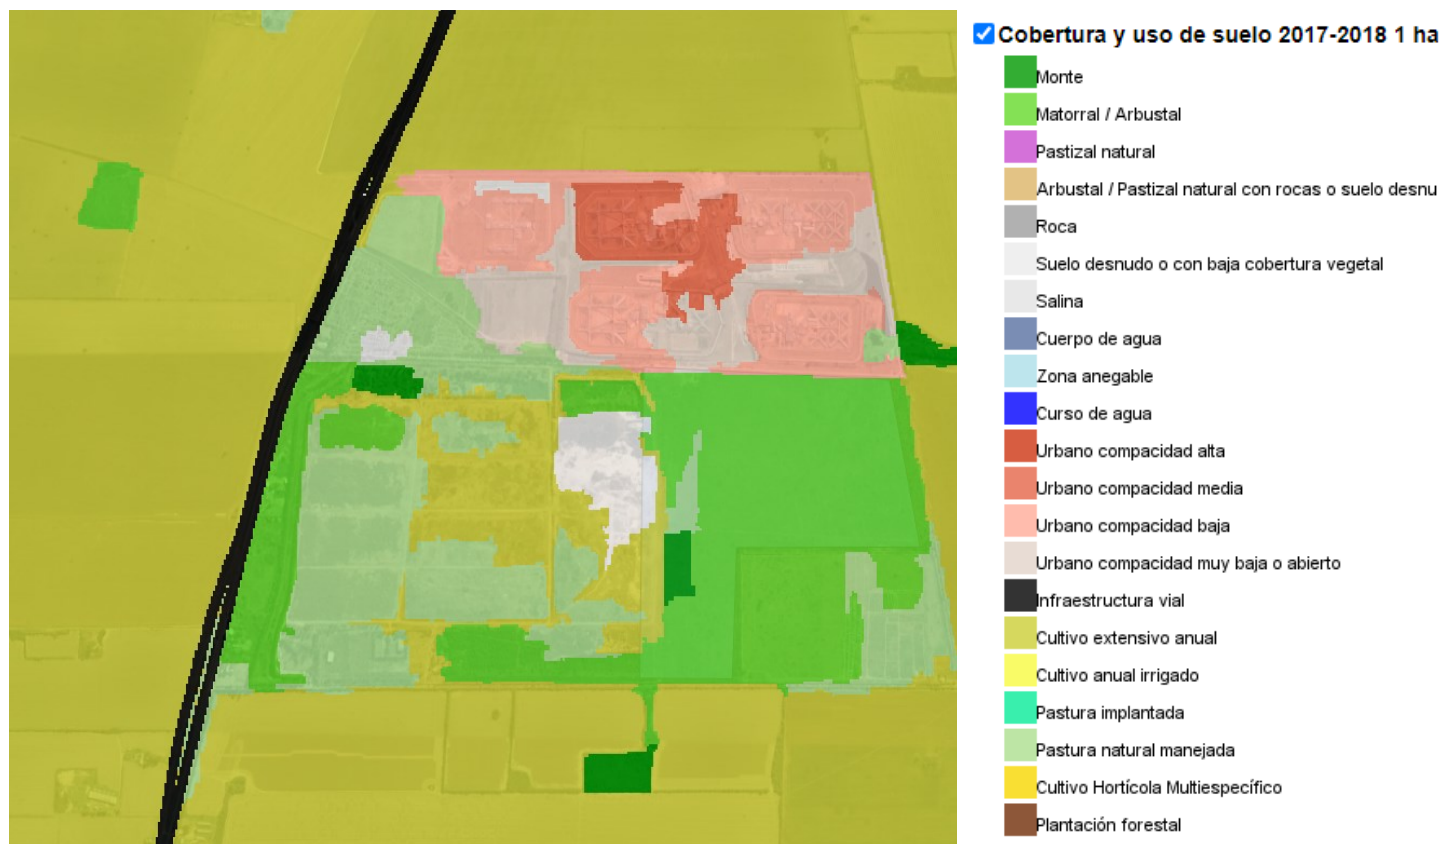 Cobertura y uso de suelo 2017-2018 1 ha
Monte
Matorral / Arbustal
Pastizal natural
Arbustal / Pastizal natural con rocas o suelo desnu
Roca
Suelo desnudo o con baja cobertura vegetal
Salina
Cuerpo de agua
Zona anegable
Curso de agua
Urbano compacidad alta
Urbano compacidad media
Urbano compacidad baja
Urbano compacidad muy baja o abierto
Infraestructura vial
Cultivo extensivo anual
Cultivo anual irrigado
Pastura implantada
Pastura natural manejada
Cultivo Hortícola Multiespecífico
Plantación forestal